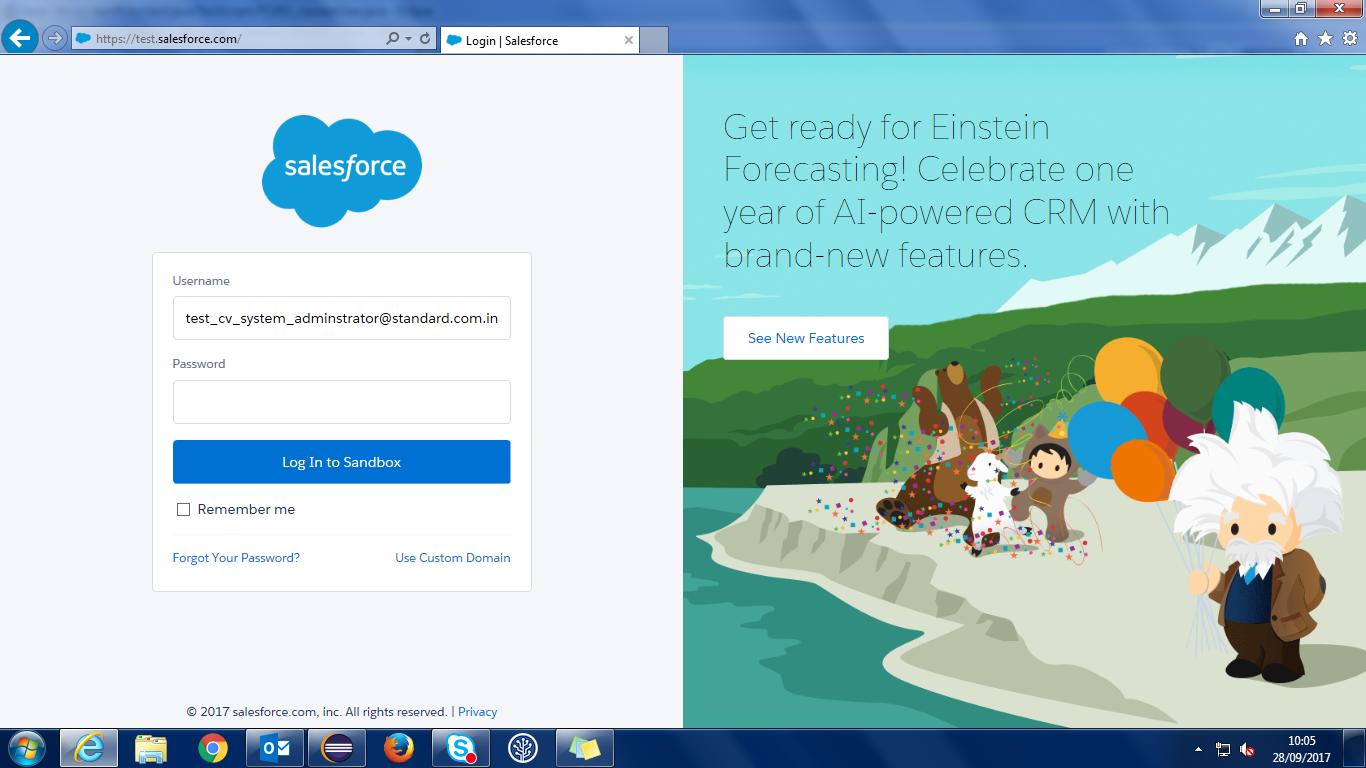 https://test.salesforce.com/
Login | Salesforce
salesforce
Username
test_cv_system_adminstrator@standard.com.in
Password
Log In to Sandbox
Remember me
Forgot Your Password?
Use Custom Domain
© 2017 salesforce.com, inc. All rights reserved. | Privacy
Get ready for Einstein
Forecasting! Celebrate one
year of AI-powered CRM with
brand-new features.
See New Features
10:05
28/09/2017